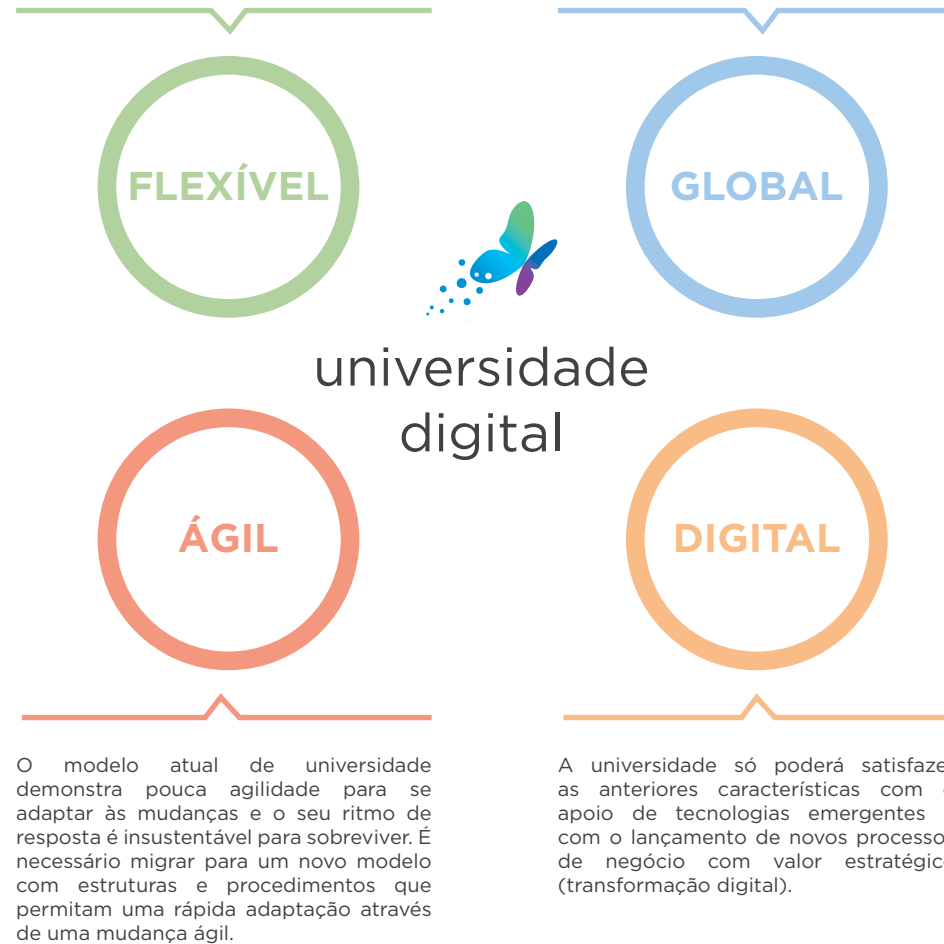 FLEXÍVEL
GLOBAL
universidade
digital
ÁGIL
DIGITAL
O modelo atual de universidade
demonstra pouca agilidade para se
adaptar às mudanças e o seu ritmo de
resposta é insustentável para sobreviver. É
necessário migrar para um novo modelo
com estruturas e procedimentos que
permitam uma rápida adaptação através
de uma mudança ágil.
A universidade só poderá satisfaze
as anteriores características com
apoio de tecnologias emergentes
com o lançamento de novos processo
de negócio com valor estratégic
(transformação digital).